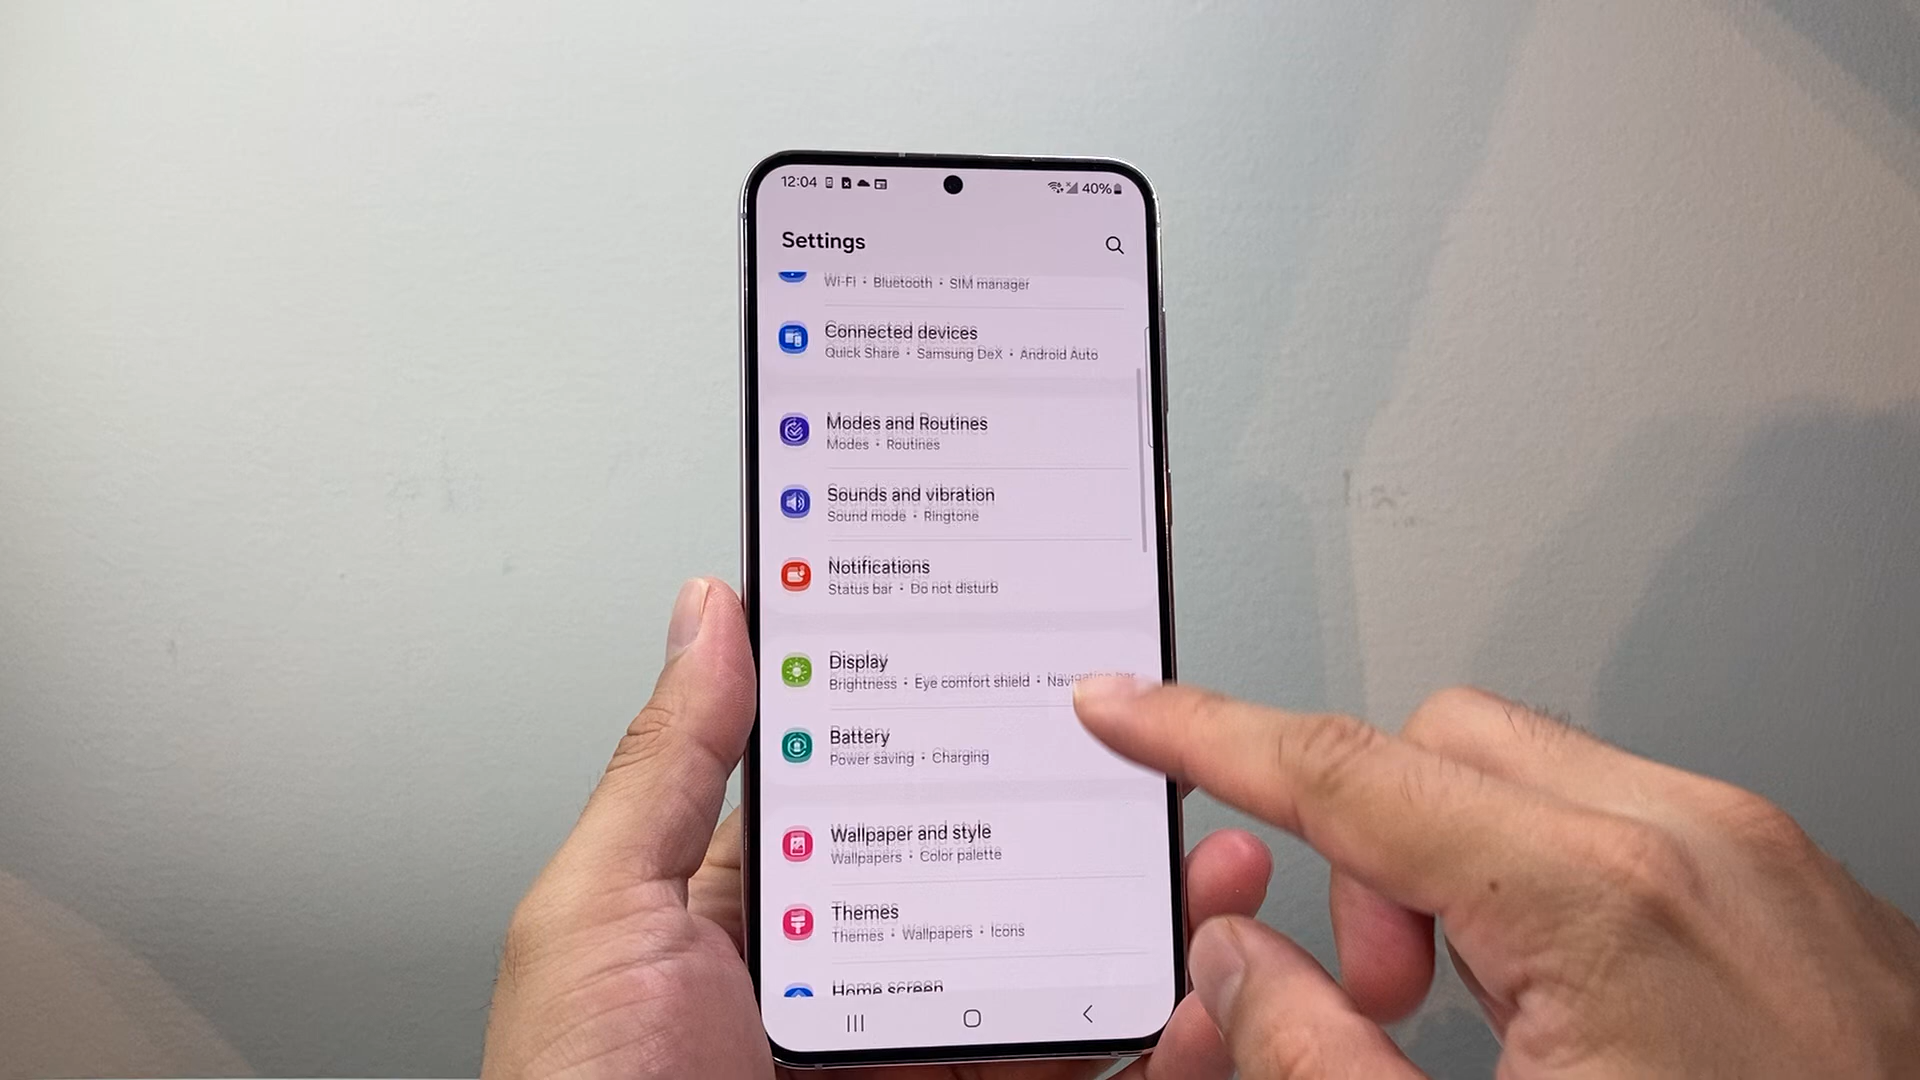 12:04
40%
Settings
Wi-Fi • Bluetooth • SIM manager
Connected devices
Quick Share • Samsung DeX • Android Auto
Modes and Routines
Modes • Routines
Sounds and vibration
Sound mode • Ringtone
Notifications
Status bar • Do not disturb
Display
Brightness • Eye comfort shield • Navigation bar
Battery
Power saving • Charging
Wallpaper and style
Wallpapers • Color palette
Themes
Themes • Wallpapers • Icons
Home screen